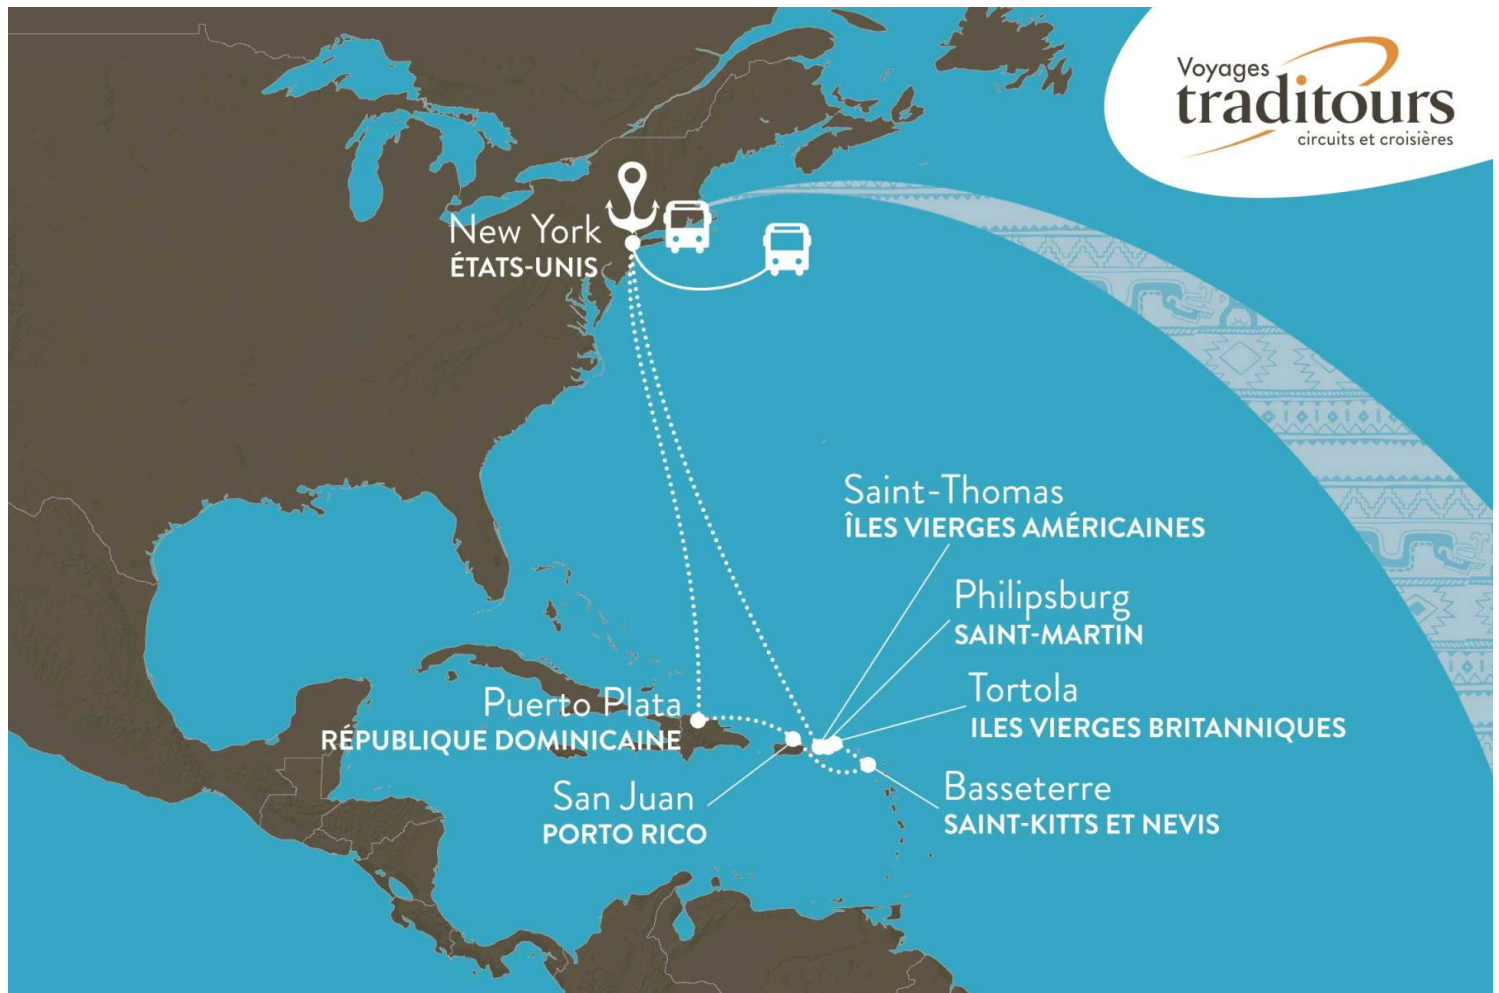 Voyages
traditours
circuits et croisières
New York
ÉTATS-UNIS
Saint-Thomas
ÎLES VIERGES AMÉRICAINES
Philipsburg
SAINT-MARTIN
Tortola
ILES VIERGES BRITANNIQUES
Puerto Plata
RÉPUBLIQUE DOMINICAINE
San Juan
PORTO RICO
Basseterre
SAINT-KITTS ET NEVIS